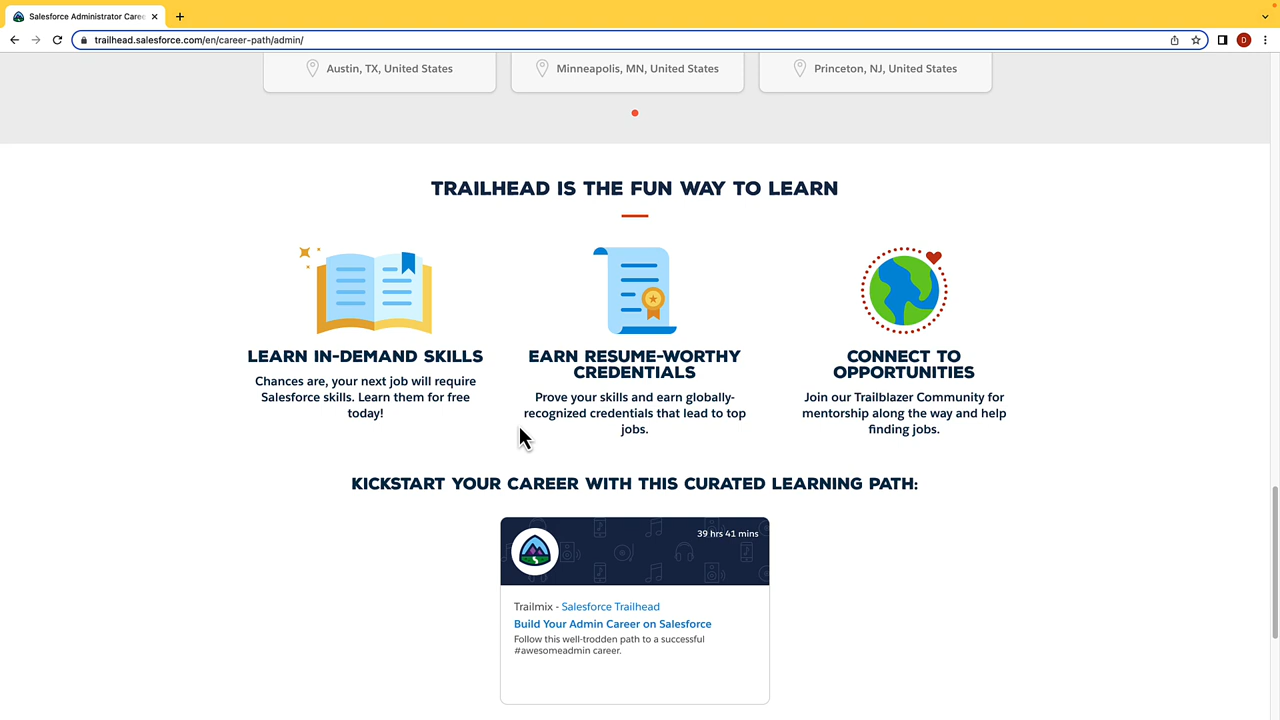 Salesforce Administrator Caree
trailhead.salesforce.com/en/career-path/admin/
D
Austin, TX, United States
Minneapolis, MN, United States
Princeton, NJ, United States
TRAILHEAD IS THE FUN WAY TO LEARN
LEARN IN-DEMAND SKILLS
Chances are, your next job will require
Salesforce skills. Learn them for free
today!
EARN RESUME-WORTHY
CREDENTIALS
Prove your skills and earn globally-
recognized credentials that lead to top
jobs.
CONNECT TO
OPPORTUNITIES
Join our Trailblazer Community for
mentorship along the way and help
finding jobs.
KICKSTART YOUR CAREER WITH THIS CURATED LEARNING PATH:
39 hrs 41 mins
Trailmix - Salesforce Trailhead
Build Your Admin Career on Salesforce
Follow this well-trodden path to a successful
#awesomeadmin career.